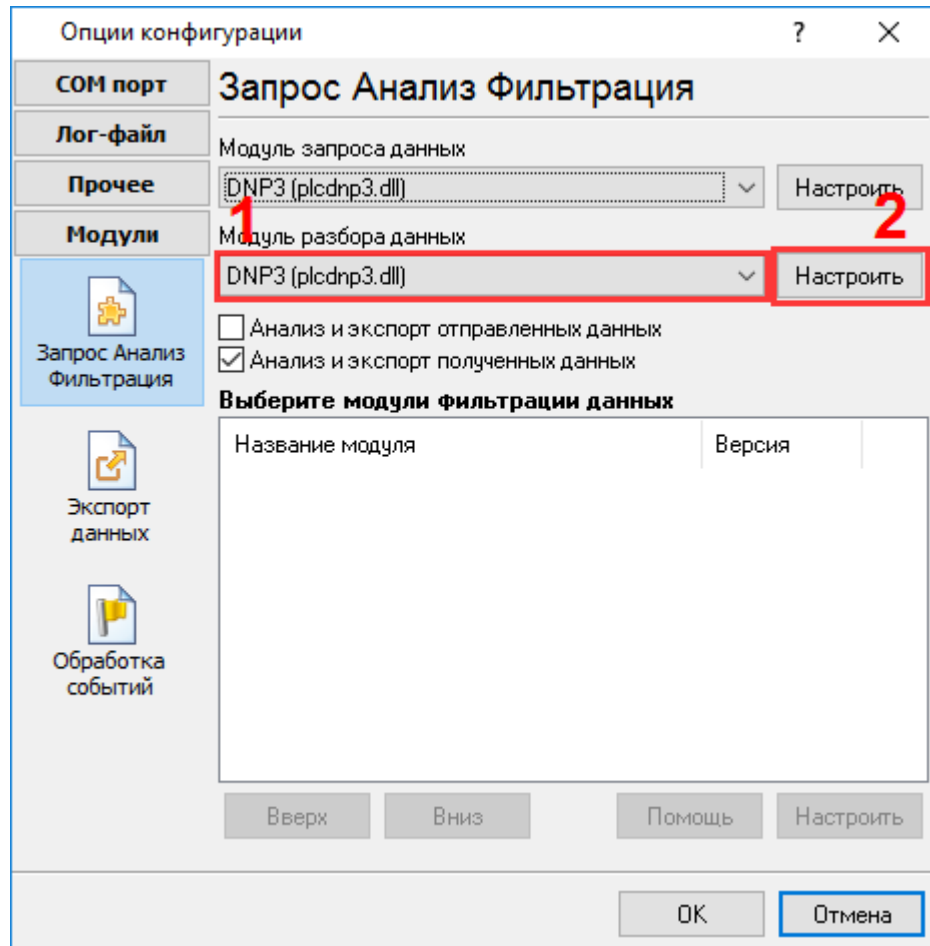 Опции конфигурации
?
COM порт
Лог-файл
Прочее
Модули
Запрос Анализ
Фильтрация
Экспорт
данных
Обработка
событий
Запрос Анализ Фильтрация
Модуль запроса данных
DNP3 (plcdnp3.dll)
Настроить
1
2
Модуль разбора данных
DNP3 (plcdnp3.dll)
Настроить
Анализ и экспорт отправленных данных
Анализ и экспорт полученных данных
Выберите модули фильтрации данных
Название модуля Версия
Вверх Вниз Помощь Настроить
OK Отмена